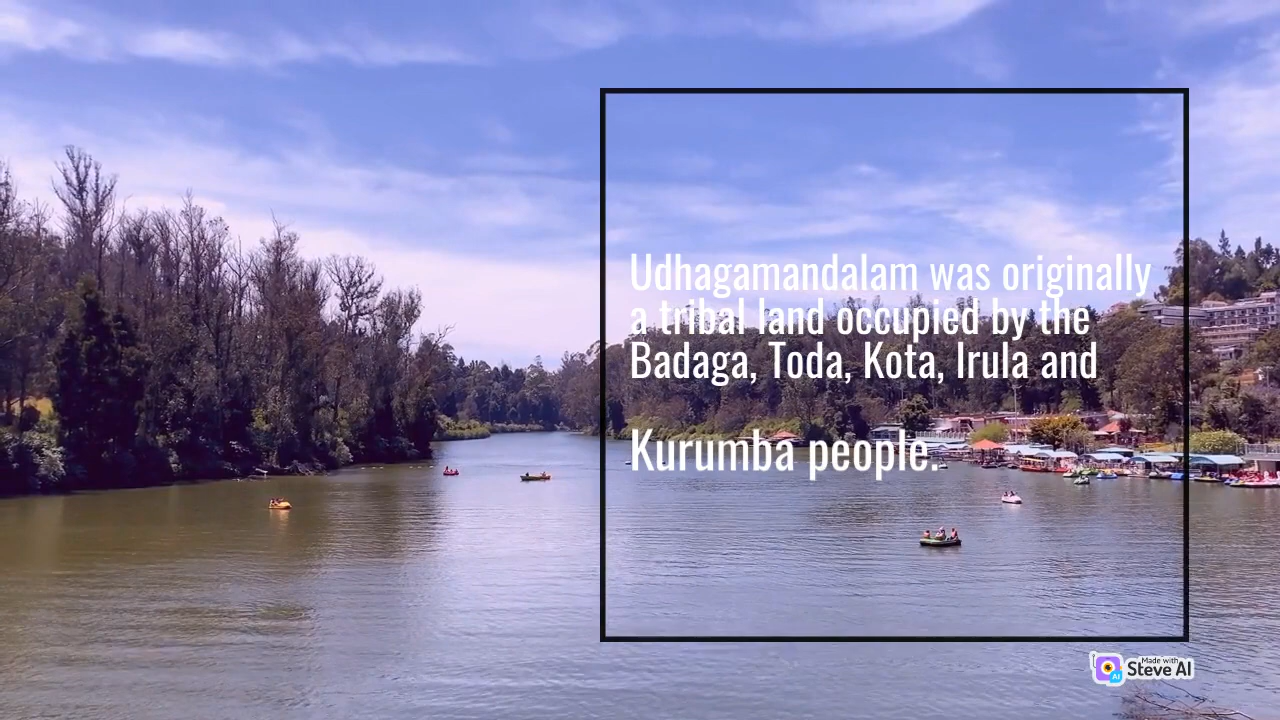 Udhagamandalam was originally
a tribal land occupied by the
Badaga, Toda, Kota, Irula and
Kurumba people.
Made with
Steve AI
AI